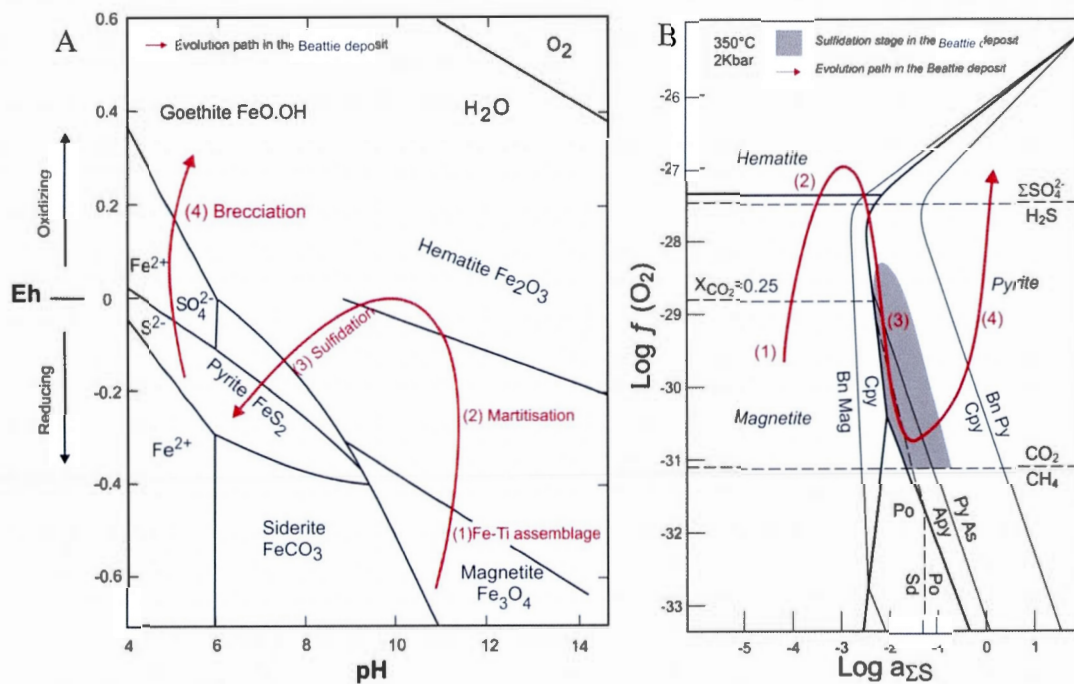 A
Evolution path in the Beattie deposit
O2
H2O
Goethite FeO.OH
Oxidizing
Eh
Reducing
0.6
0.4
0.2
0
-0.2
-0.4
-0.6
(4) Brecciation
Fe2+
SO4 2-
S2-
Hematite Fe2O3
(3) Sulfidation
Pyrite FeS2
(2) Martitisation
Fe2+
Siderite
FeCO3
(1)Fe-Ti assemblage
Magnetite
Fe3O4
4 6 8 10 12 14
pH
B
350°C
2Kbar
Sulfidation stage in the Beattie deposit
Evolution path in the Beattie deposit
Log f (O2)
-26
-27
-28
-29
-30
-31
-32
-33
Hematite
(2)
ΣSO4 2-
H2S
XCO2=0.25
Pyrite
(1)
(3)
(4)
Magnetite
Bn Mag
Cpy
Bn Py
Cpy
CO2
CH4
Po
Py As
Apy
Po
Sd
-5 -4 -3 -2 -1 0 1
Log aΣS